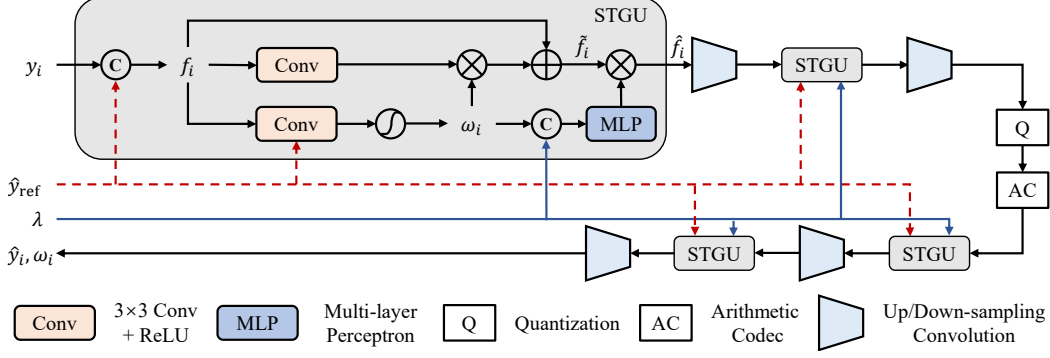 STGU
y_i
C
f_i
Conv
f̃_i
f̂_i
STGU
Conv
ω_i
C
MLP
Q
ŷ_ref
AC
λ
ŷ_i, ω_i
STGU
STGU
Conv
3×3 Conv
+ ReLU
MLP
Multi-layer
Perceptron
Q
Quantization
AC
Arithmetic
Codec
Up/Down-sampling
Convolution